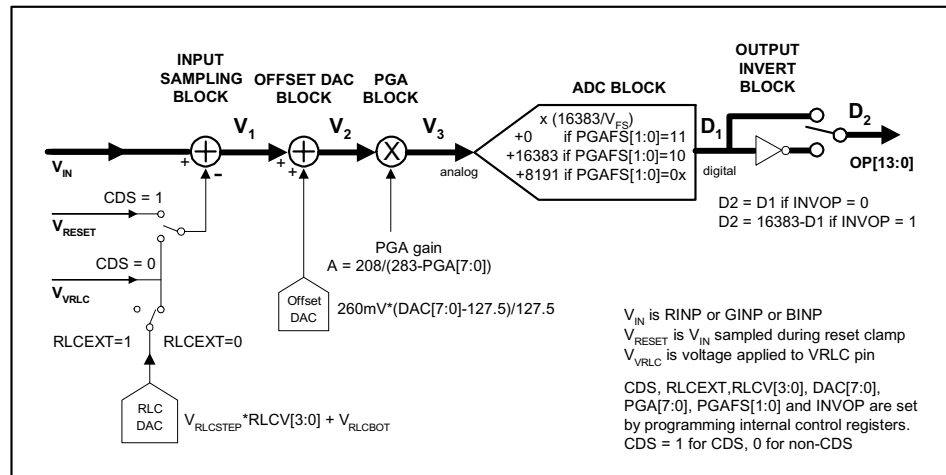 INPUT
SAMPLING
BLOCK
OFFSET DAC
BLOCK
PGA
BLOCK
ADC BLOCK
OUTPUT
INVERT
BLOCK
V1
V2
V3
x (16383/VFS)
+0 if PGAFS[1:0]=11
+16383 if PGAFS[1:0]=10
+8191 if PGAFS[1:0]=0x
D1
D2
VIN
+
+
-
+
+
X
analog
digital
OP[13:0]
CDS = 1
VRESET
CDS = 0
VVRLC
D2 = D1 if INVOP = 0
D2 = 16383-D1 if INVOP = 1
PGA gain
A = 208/(283-PGA[7:0])
Offset
DAC
260mV*(DAC[7:0]-127.5)/127.5
RLCEXT=1
RLCEXT=0
RLC
DAC
VRLCSTEP*RLCV[3:0] + VRLCBOT
VIN is RINP or GINP or BINP
VRESET is VIN sampled during reset clamp
VVRLC is voltage applied to VRLC pin
CDS, RLCEXT,RLCV[3:0], DAC[7:0],
PGA[7:0], PGAFS[1:0] and INVOP are set
by programming internal control registers.
CDS = 1 for CDS, 0 for non-CDS